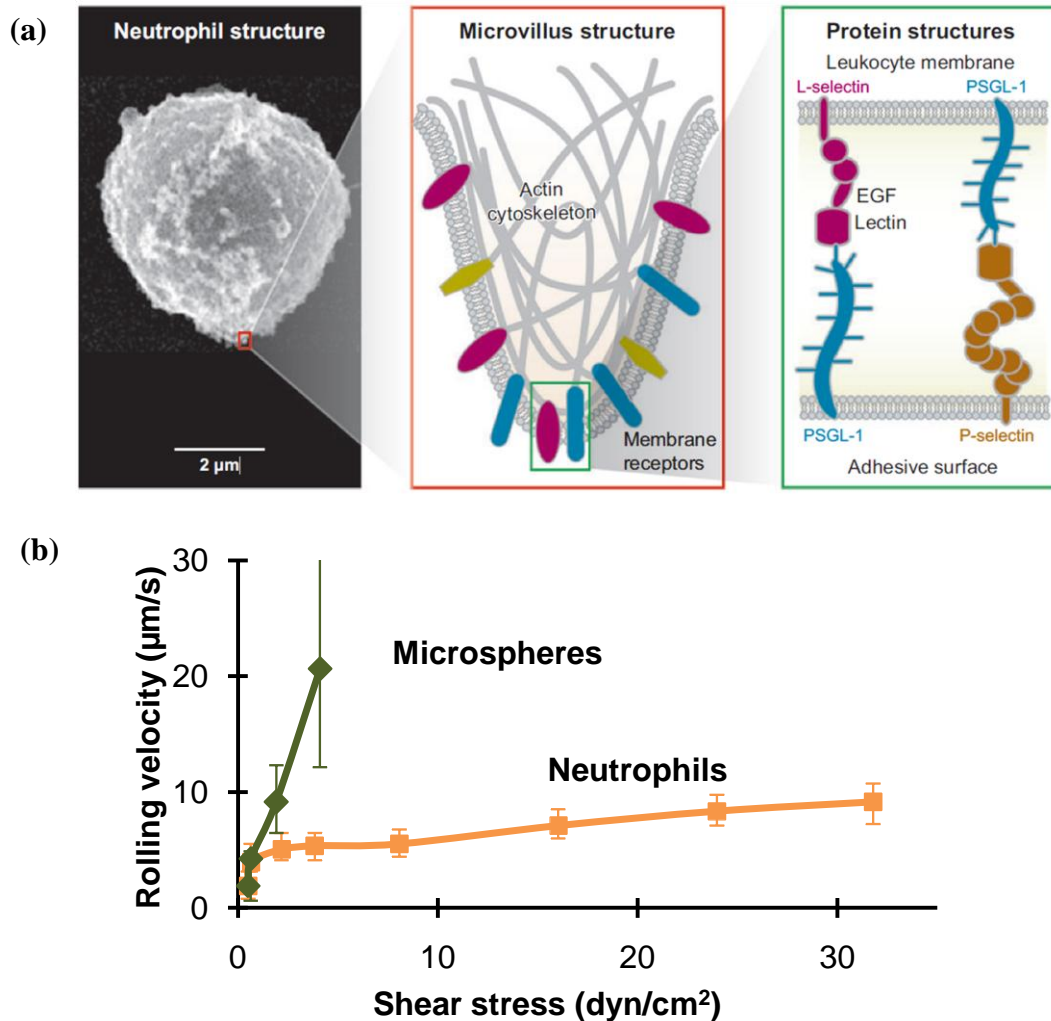 (a)
Neutrophil structure
2 µm
Microvillus structure
Actin
cytoskeleton
Membrane
receptors
Protein structures
Leukocyte membrane
L-selectin
PSGL-1
EGF
Lectin
PSGL-1
P-selectin
Adhesive surface
(b)
Rolling velocity (µm/s)
30
20
10
0
Microspheres
Neutrophils
0
10
20
30
Shear stress (dyn/cm²)